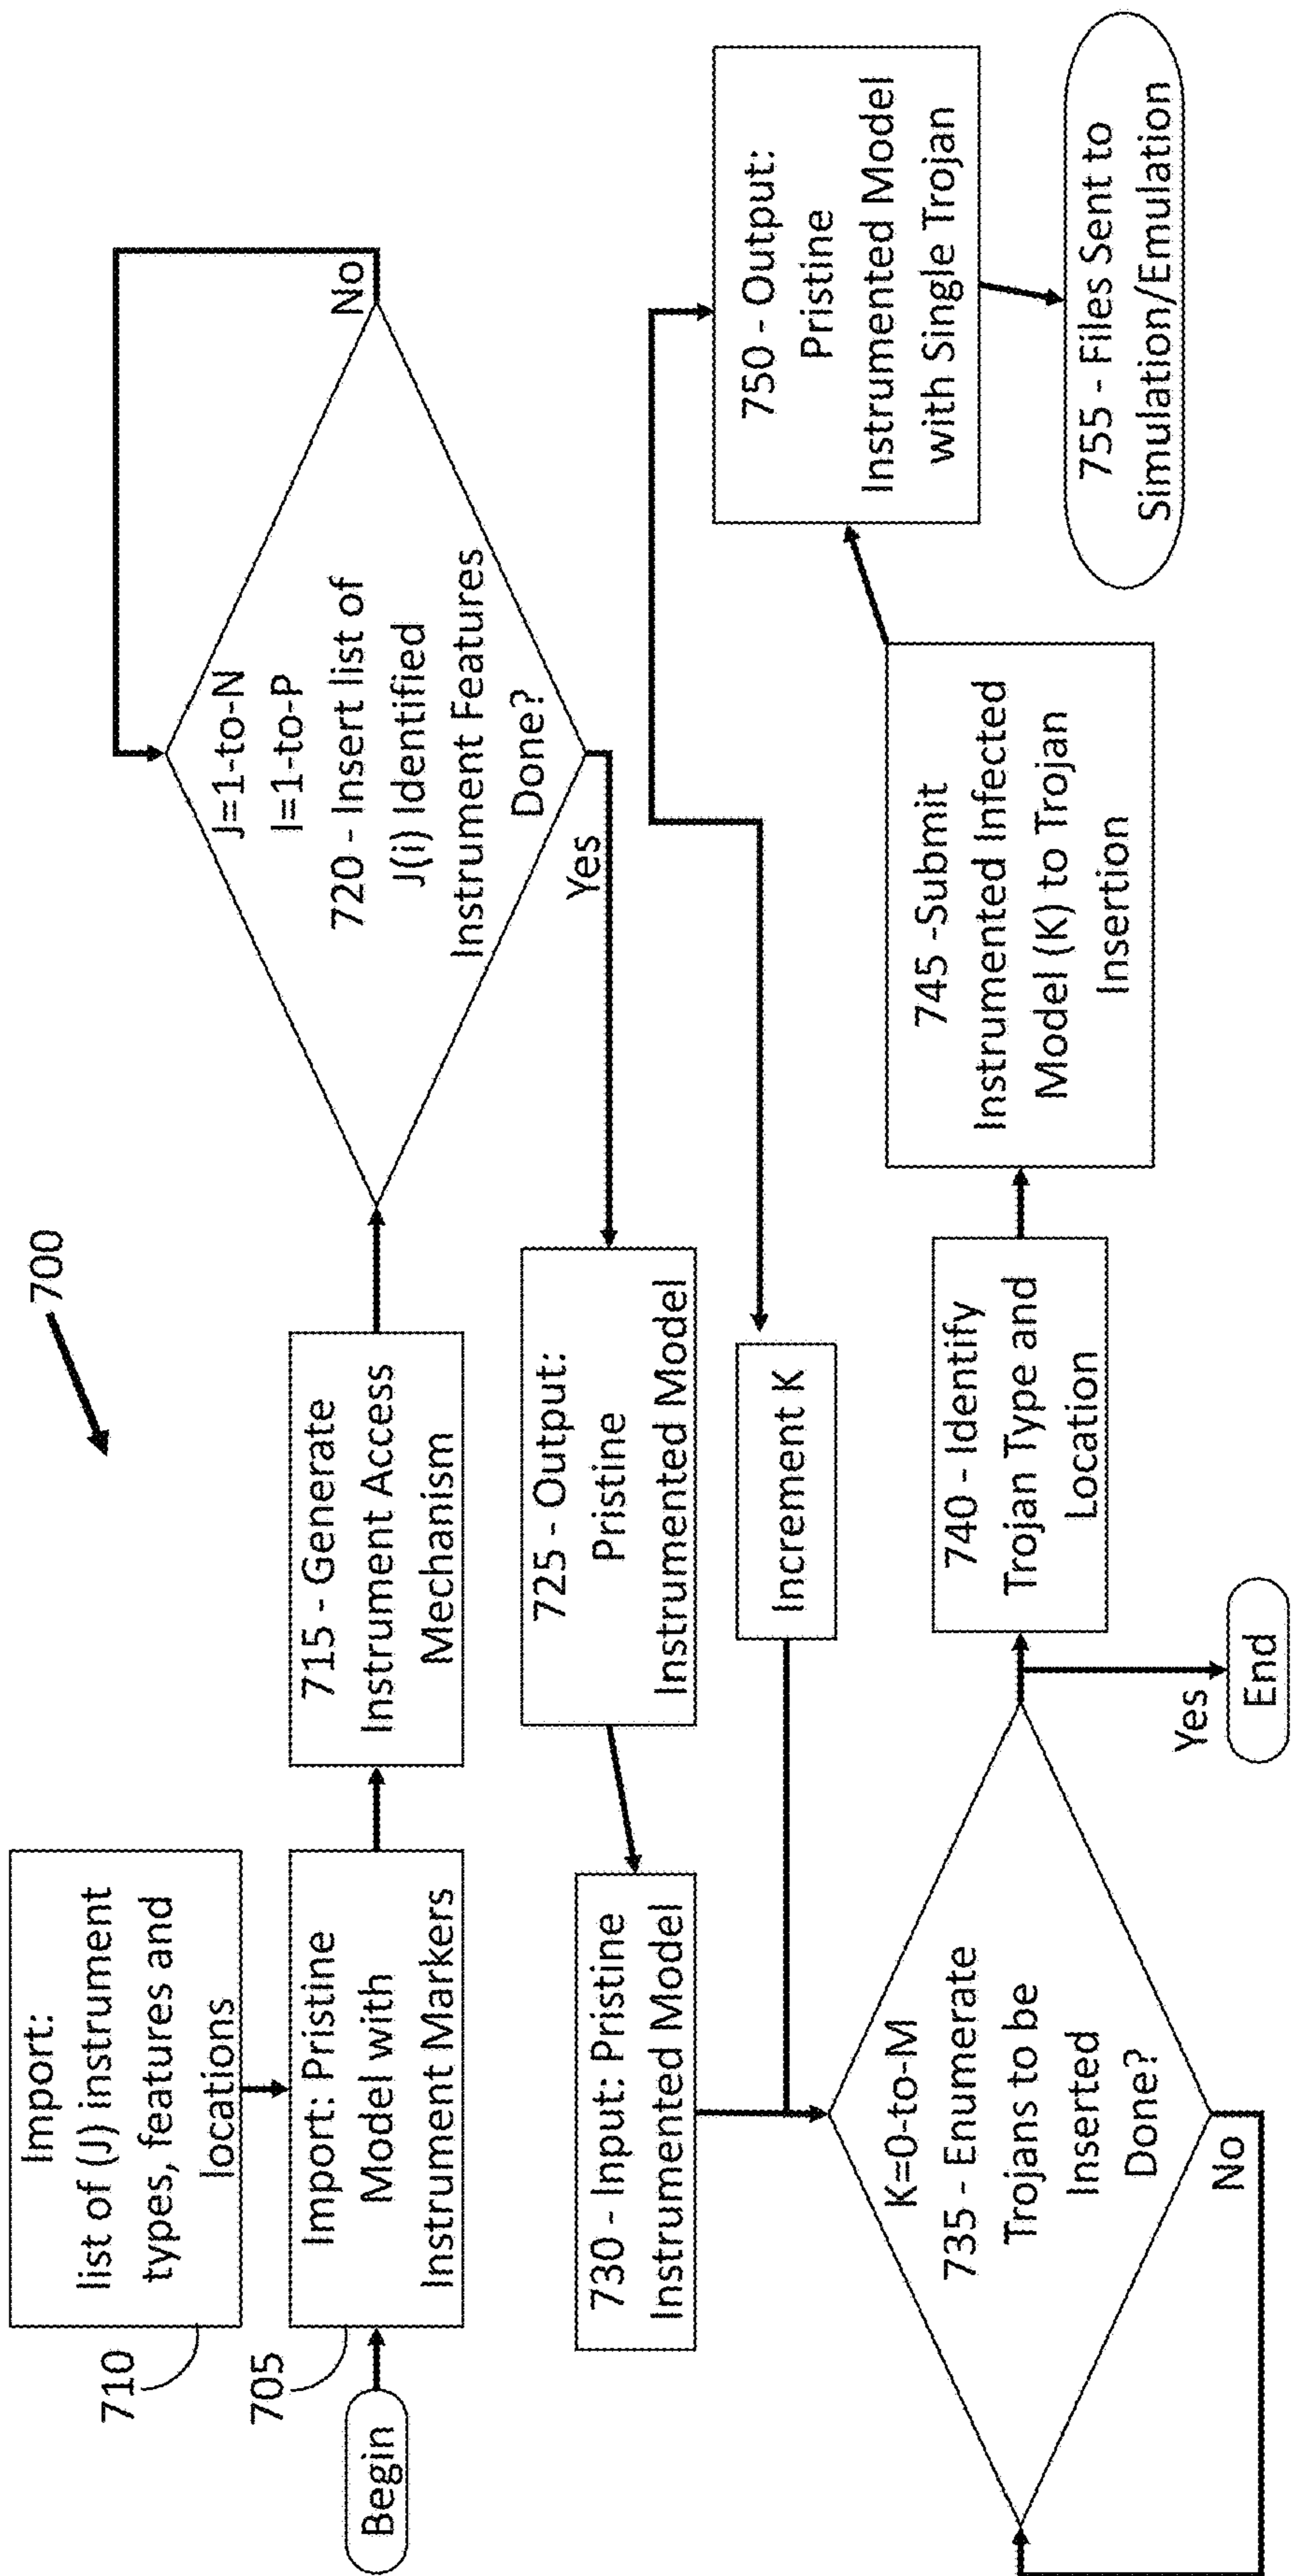 700
Import:
list of (J) instrument
types, features and
locations
710
Begin
705
Import: Pristine
Model with
Instrument Markers
715 - Generate
Instrument Access
Mechanism
J=1-to-N
I=1-to-P
720 - Insert list of
J(i) Identified
Instrument Features
Done?
No
Yes
725 - Output:
Pristine
Instrumented Model
730 - Input: Pristine
Instrumented Model
Increment K
K=0-to-M
735 - Enumerate
Trojans to be
Inserted
Done?
No
Yes
End
740 - Identify
Trojan Type and
Location
745 -Submit
Instrumented Infected
Model (K) to Trojan
Insertion
750 - Output:
Pristine
Instrumented Model
with Single Trojan
755 - Files Sent to
Simulation/Emulation